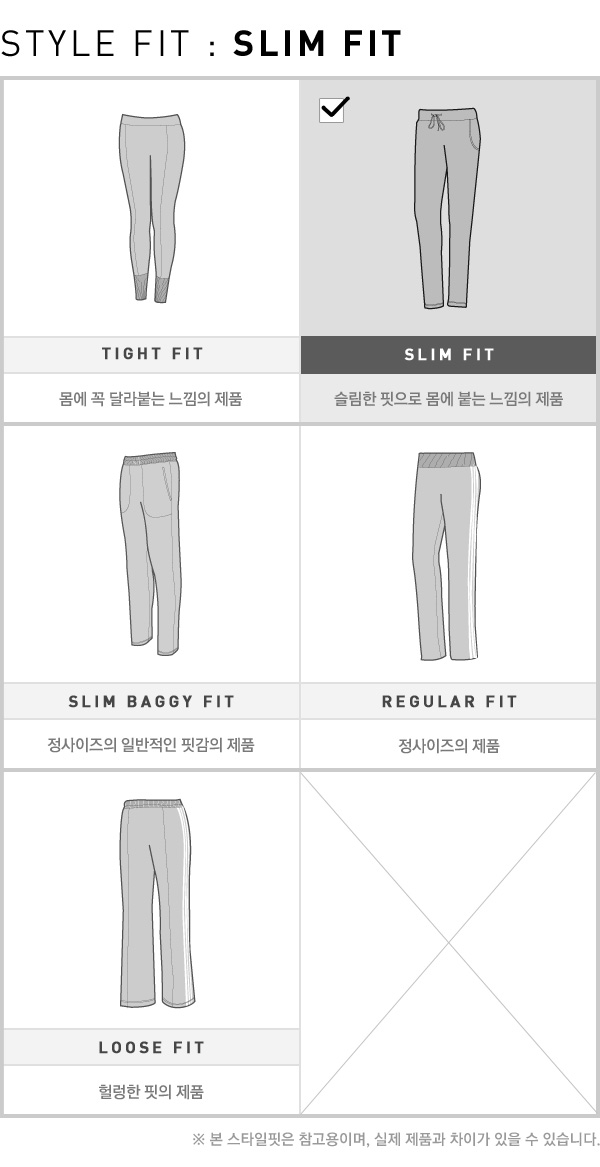 STYLE FIT : SLIM FIT
TIGHT FIT
SLIM FIT
몸에 꼭 달라붙는 느낌의 제품
슬림한 핏으로 몸에 붙는 느낌의 제품
SLIM BAGGY FIT
REGULAR FIT
정사이즈의 일반적인 핏감의 제품
정사이즈의 제품
LOOSE FIT
헐렁한 핏의 제품
※ 본 스타일핏은 참고용이며, 실제 제품과 차이가 있을 수 있습니다.